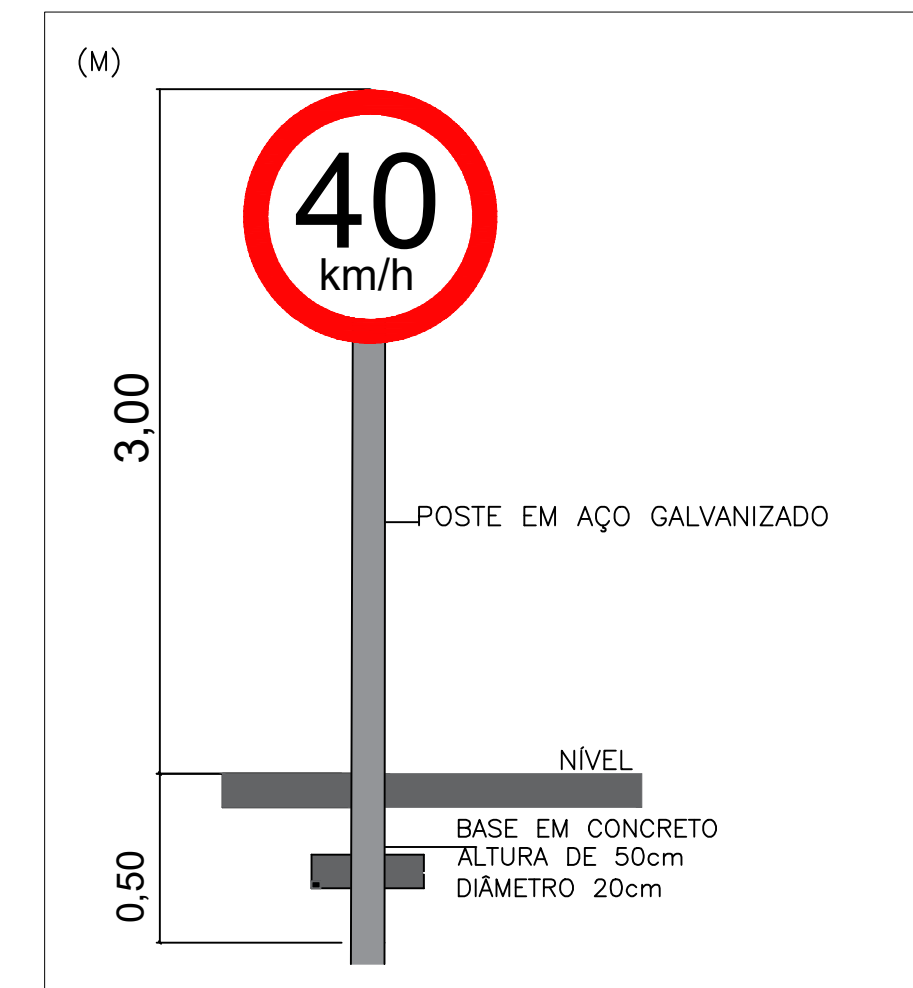 (M)
40
km/h
3,00
POSTE EM AÇO GALVANIZADO
NÍVEL
BASE EM CONCRETO
ALTURA DE 50cm
DIÂMETRO 20cm
0,50